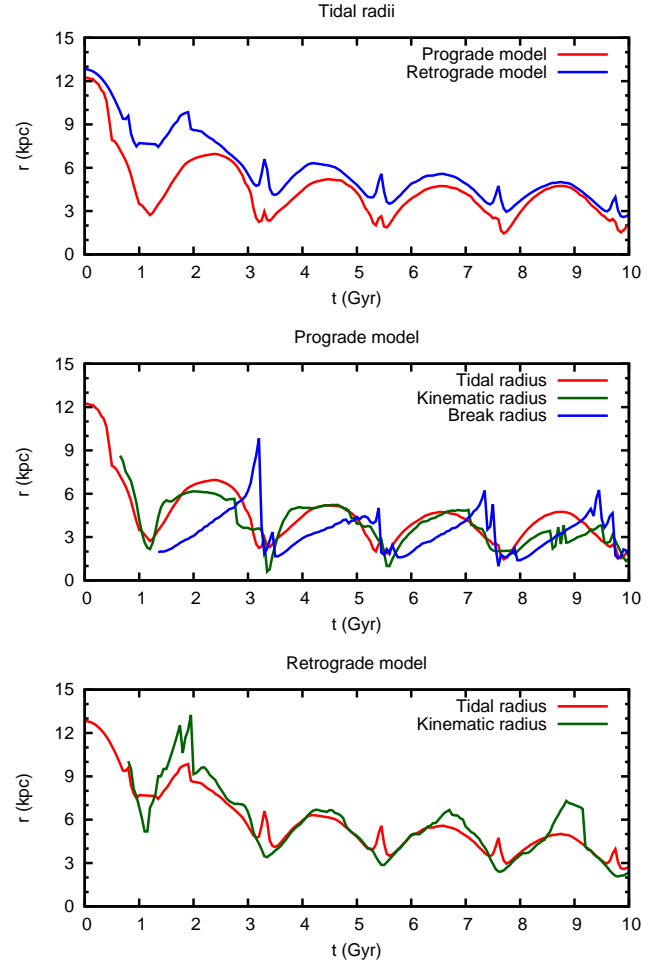 Tidal radii
15
12
9
6
3
0
r (kpc)
Prograde model
Retrograde model
0 1 2 3 4 5 6 7 8 9 10
t (Gyr)
Prograde model
15
12
9
6
3
0
r (kpc)
Tidal radius
Kinematic radius
Break radius
0 1 2 3 4 5 6 7 8 9 10
t (Gyr)
Retrograde model
15
12
9
6
3
0
r (kpc)
Tidal radius
Kinematic radius
0 1 2 3 4 5 6 7 8 9 10
t (Gyr)